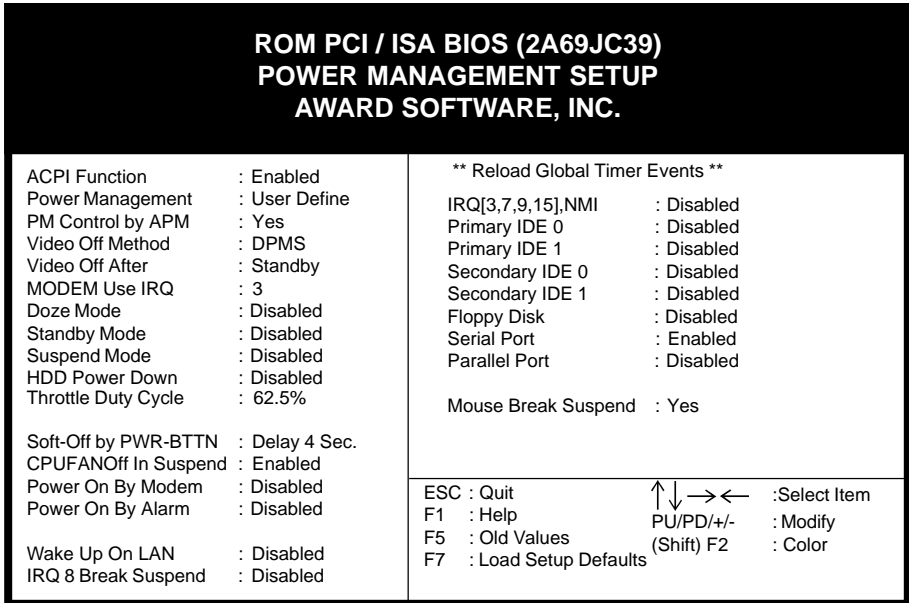 ROM PCI / ISA BIOS (2A69JC39)
POWER MANAGEMENT SETUP
AWARD SOFTWARE, INC.
ACPI Function : Enabled
Power Management : User Define
PM Control by APM : Yes
Video Off Method : DPMS
Video Off After : Standby
MODEM Use IRQ : 3
Doze Mode : Disabled
Standby Mode : Disabled
Suspend Mode : Disabled
HDD Power Down : Disabled
Throttle Duty Cycle : 62.5%
Soft-Off by PWR-BTTN : Delay 4 Sec.
CPUFANOff In Suspend : Enabled
Power On By Modem : Disabled
Power On By Alarm : Disabled
Wake Up On LAN : Disabled
IRQ 8 Break Suspend : Disabled
** Reload Global Timer Events **
IRQ[3,7,9,15],NMI : Disabled
Primary IDE 0 : Disabled
Primary IDE 1 : Disabled
Secondary IDE 0 : Disabled
Secondary IDE 1 : Disabled
Floppy Disk : Disabled
Serial Port : Enabled
Parallel Port : Disabled
Mouse Break Suspend : Yes
ESC : Quit ↑↓→← :Select Item
F1 : Help PU/PD/+/- : Modify
F5 : Old Values (Shift) F2 : Color
F7 : Load Setup Defaults